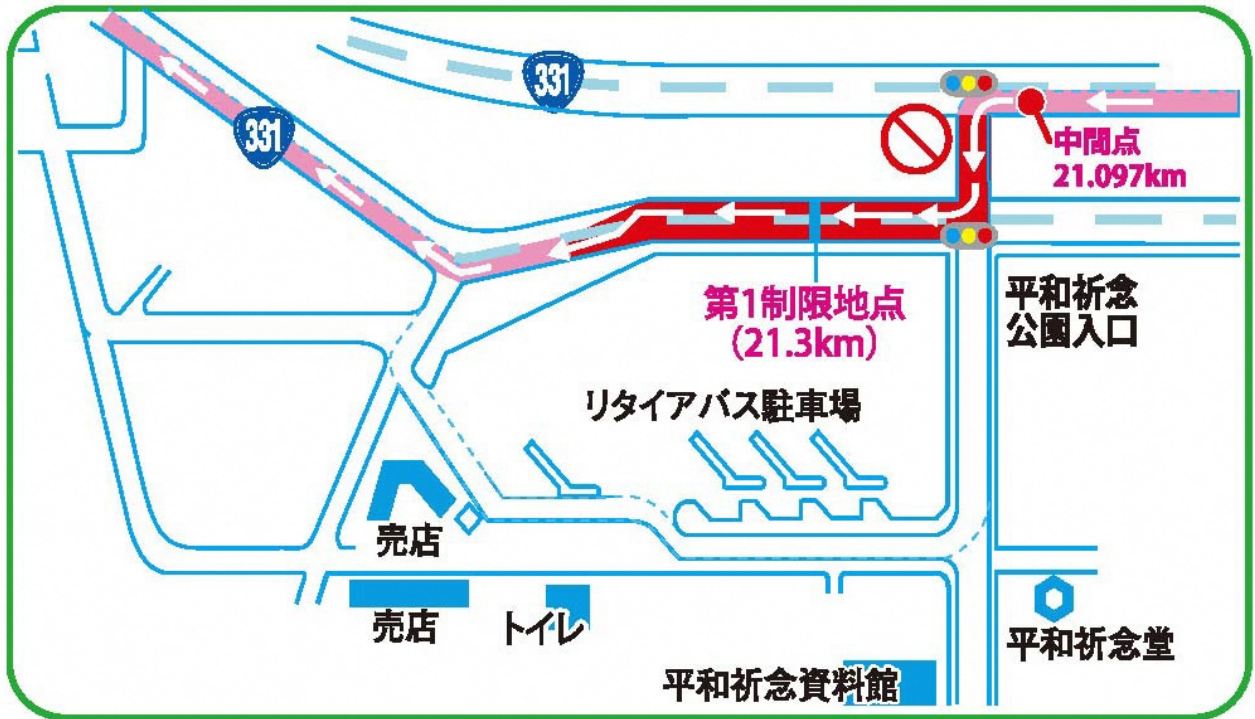 331
331
中間点
21.097km
第1制限地点
(21.3km)
平和祈念
公園入口
リタイアバス駐車場
売店
売店
トイレ
平和祈念堂
平和祈念資料館